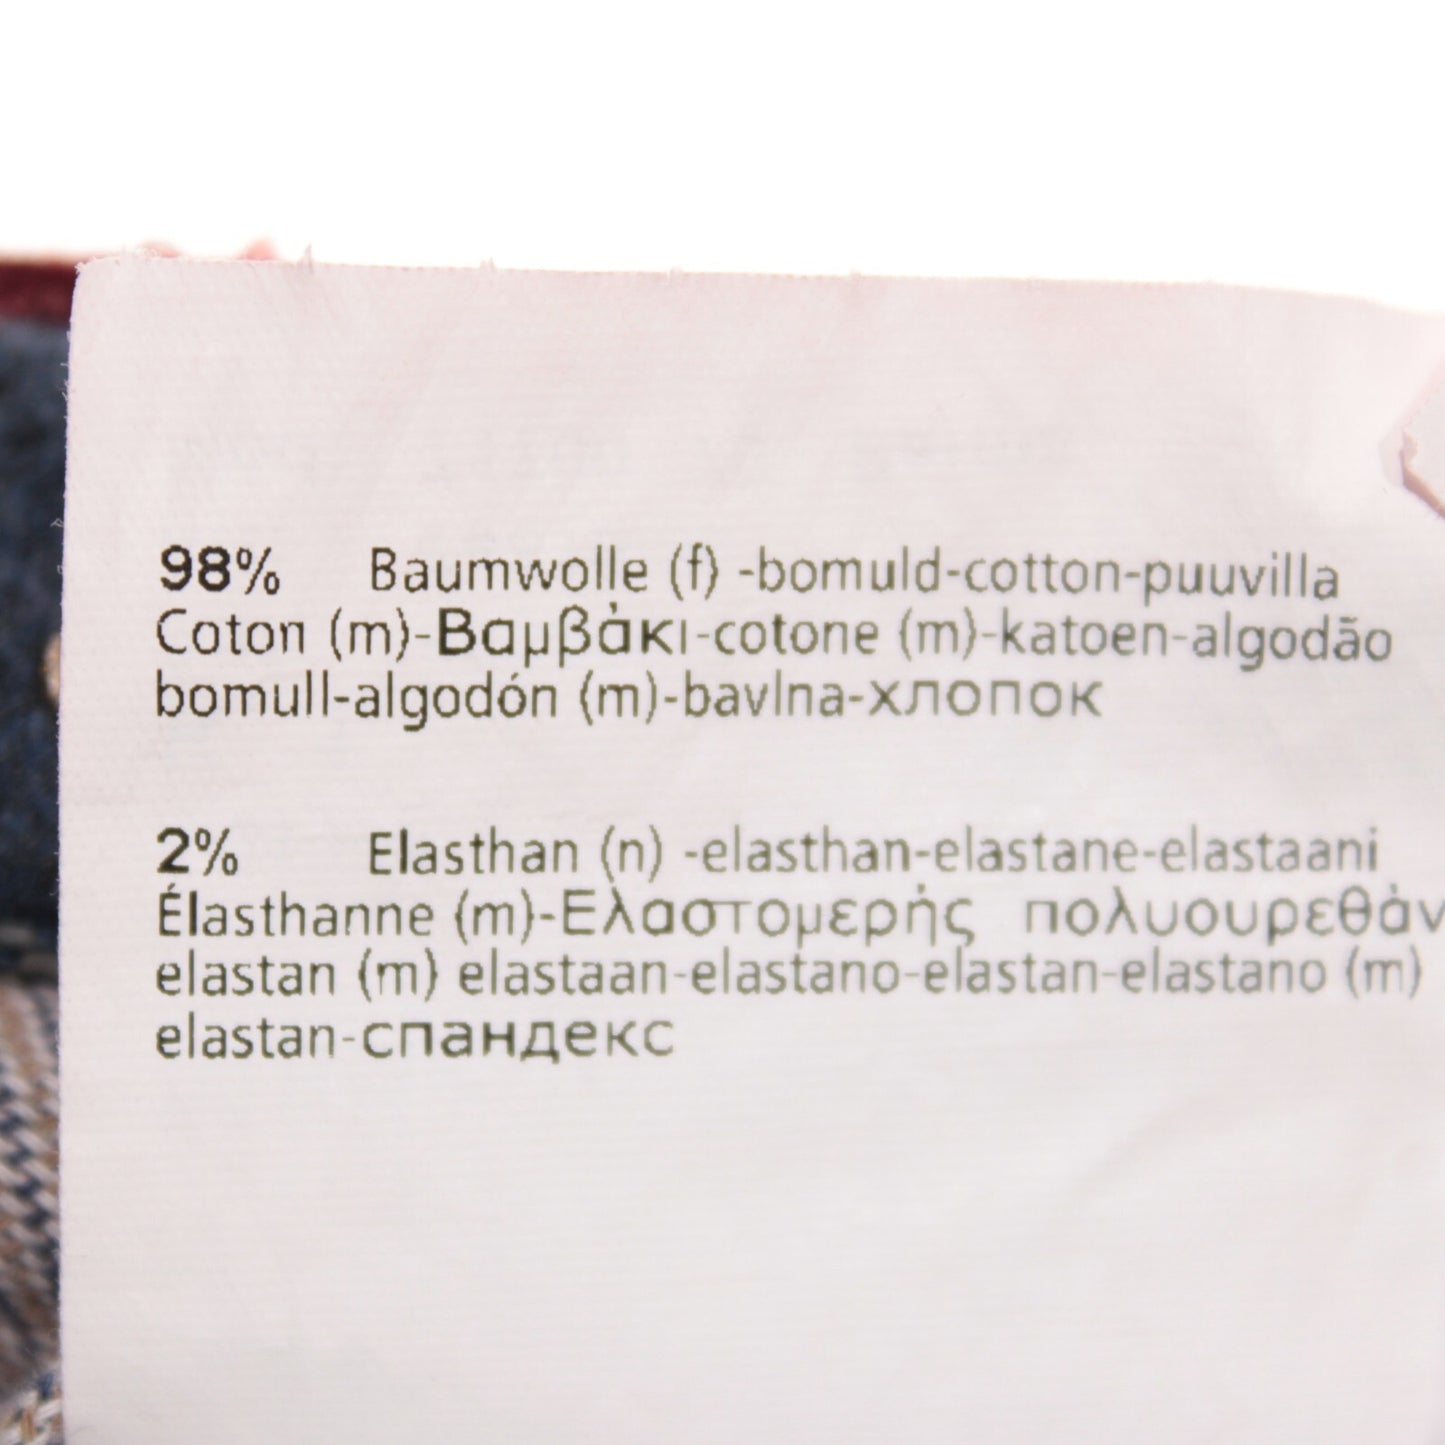 98% Baumwolle (f) -bomuld-cotton-puuvilla
Coton (m)-Βαμβάκι-cotone (m)-katoen-algodão
bomull-algodón (m)-bavlna-хлопок
2% Elasthan (n) -elasthan-elastane-elastaani
Élasthanne (m)-Ελαστομερής πολυουρεθάν
elastan (m) elastaan-elastano-elastan-elastano (m)
elastan-спандекс